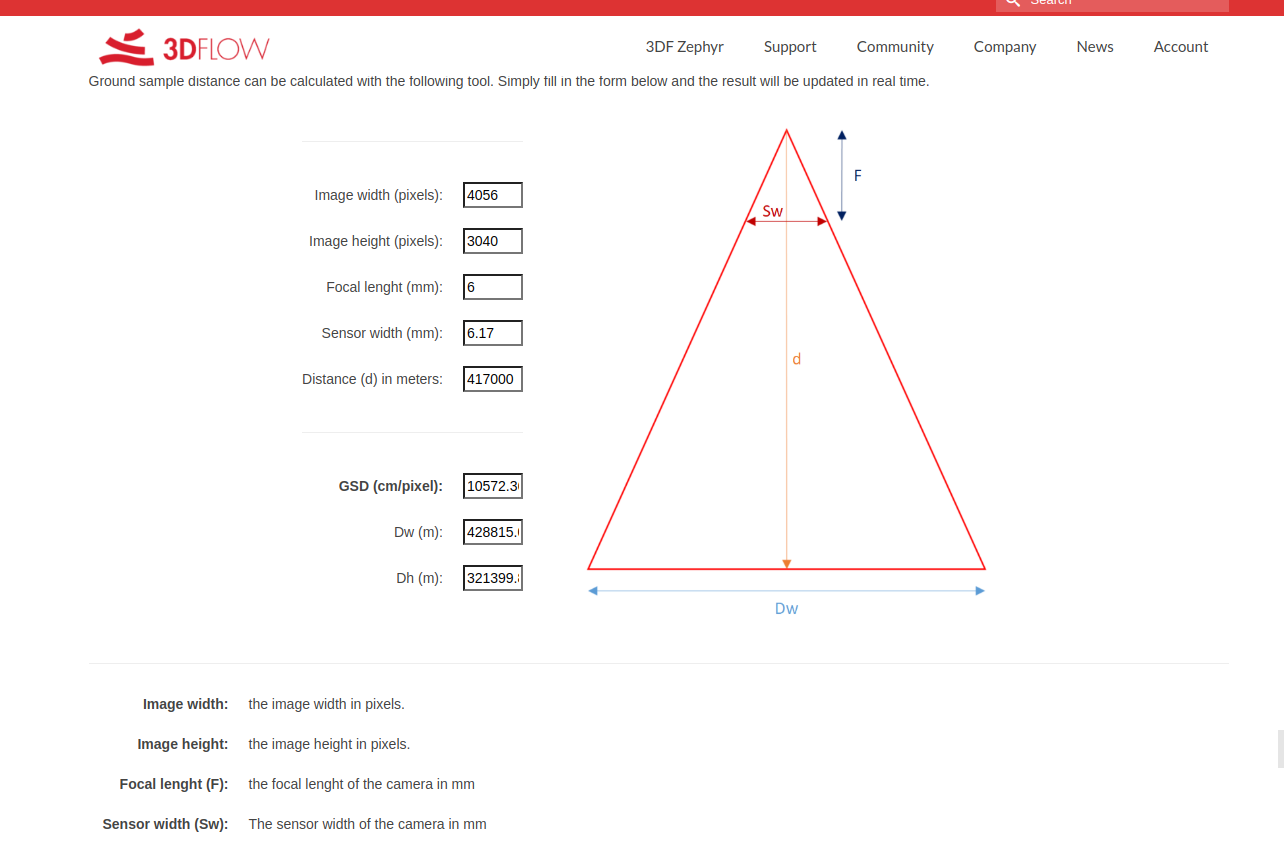 Search
3DFLOW
3DF Zephyr Support Community Company News Account
Ground sample distance can be calculated with the following tool. Simply fill in the form below and the result will be updated in real time.
F
Image width (pixels): 4056
Sw
Image height (pixels): 3040
Focal lenght (mm): 6
Sensor width (mm): 6.17
d
Distance (d) in meters: 417000
GSD (cm/pixel): 10572.3
Dw (m): 428815.
Dh (m): 321399.
Dw
Image width: the image width in pixels.
Image height: the image height in pixels.
Focal lenght (F): the focal lenght of the camera in mm
Sensor width (Sw): The sensor width of the camera in mm